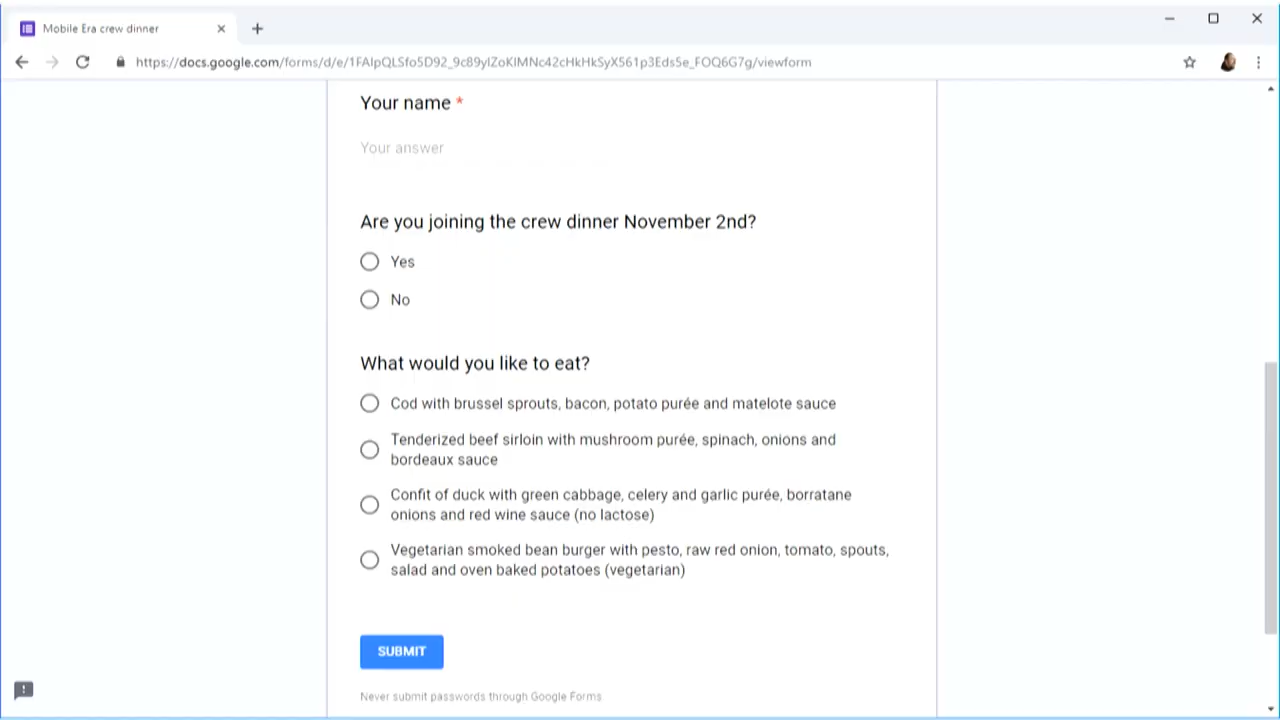 Mobile Era crew dinner
https://docs.google.com/forms/d/e/1FAIpQLSfo5D92_9c89yIZoKIMNc42cHkHkSyX561p3Eds5e_FOQ6G7g/viewform
Your name *
Your answer
Are you joining the crew dinner November 2nd?
Yes
No
What would you like to eat?
Cod with brussel sprouts, bacon, potato purée and matelote sauce
Tenderized beef sirloin with mushroom purée, spinach, onions and
bordeaux sauce
Confit of duck with green cabbage, celery and garlic purée, borratane
onions and red wine sauce (no lactose)
Vegetarian smoked bean burger with pesto, raw red onion, tomato, spouts,
salad and oven baked potatoes (vegetarian)
SUBMIT
Never submit passwords through Google Forms